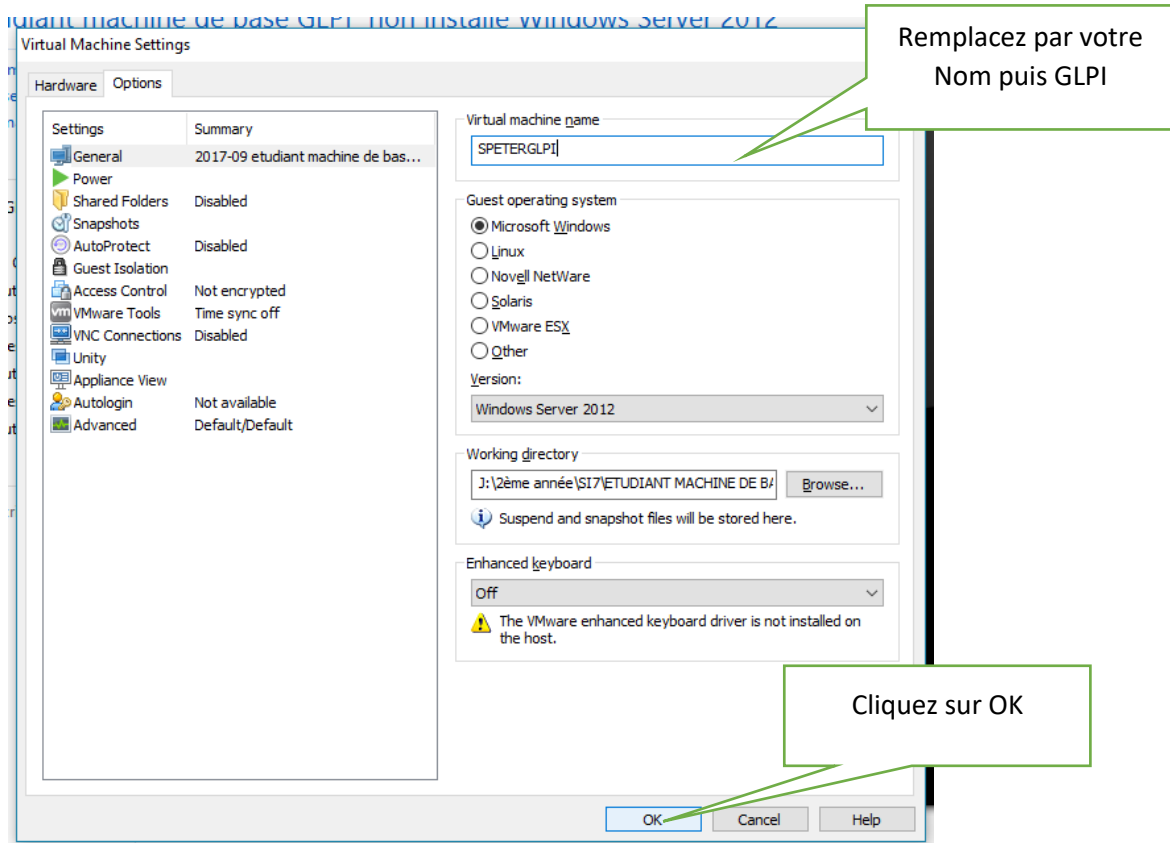 diant machine de base GLPI non installé Windows Server 2012
Remplacez par votre
Nom puis GLPI
Virtual Machine Settings
Hardware Options
Settings Summary
General 2017-09 etudiant machine de bas...
Power
Shared Folders Disabled
Snapshots
AutoProtect Disabled
Guest Isolation
Access Control Not encrypted
VMware Tools Time sync off
VNC Connections Disabled
Unity
Appliance View
Autologin Not available
Advanced Default/Default
Virtual machine name
SPETERGLPI
Guest operating system
Microsoft Windows
Linux
Novell NetWare
Solaris
VMware ESX
Other
Version:
Windows Server 2012
Working directory
J:\2ème année\SI7\ETUDIANT MACHINE DE BA
Browse...
Suspend and snapshot files will be stored here.
Enhanced keyboard
Off
The VMware enhanced keyboard driver is not installed on
the host.
Cliquez sur OK
OK Cancel Help